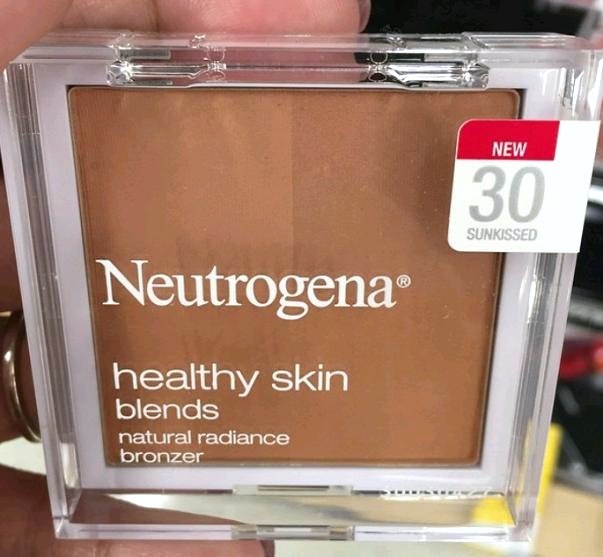 NEW
30
SUNKISSED
Neutrogena®
healthy skin
blends
natural radiance
bronzer